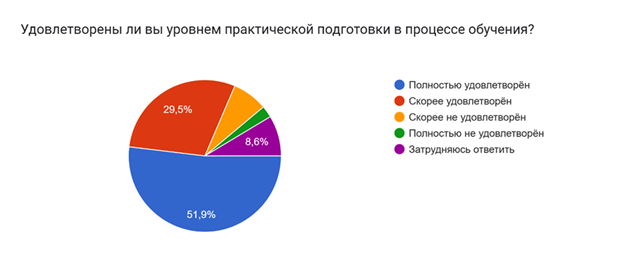 Удовлетворены ли вы уровнем практической подготовки в процессе обучения?
29,5%
8,6%
51,9%
Полностью удовлетворён
Скорее удовлетворён
Скорее не удовлетворён
Полностью не удовлетворён
Затрудняюсь ответить